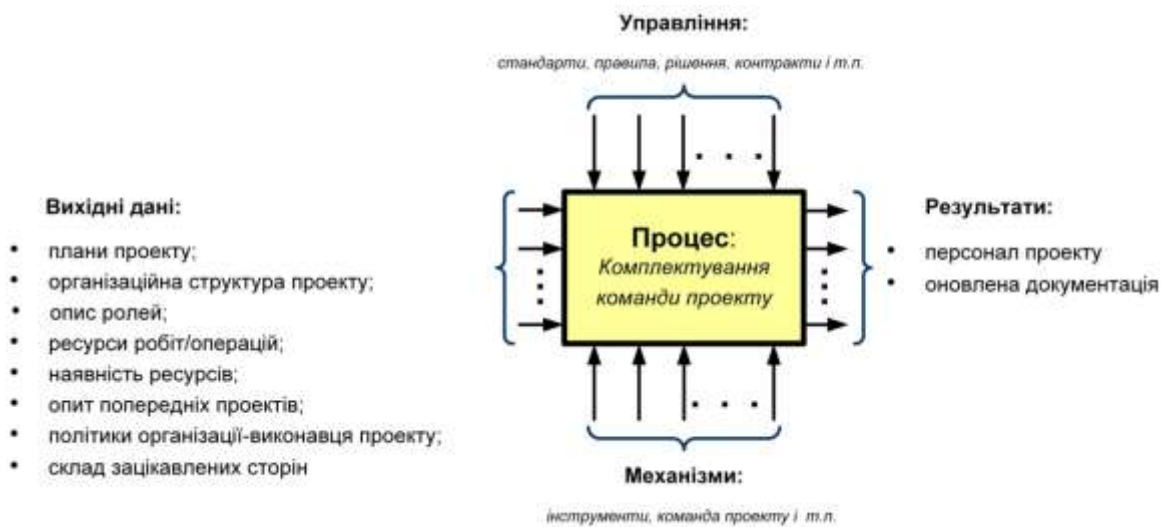 Управління:
стандарти, правила, рішення, контракти і т.п.
Вихідні дані:
• плани проекту;
• організаційна структура проекту;
• опис ролей;
• ресурси робіт/операцій;
• наявність ресурсів;
• опит попередніх проектів;
• політики організації-виконавця проекту;
• склад зацікавлених сторін
Процес:
Комплектування
команди проекту
Результати:
• персонал проекту
• оновлена документація
Механізми:
інструменти, команда проекту і т.п.